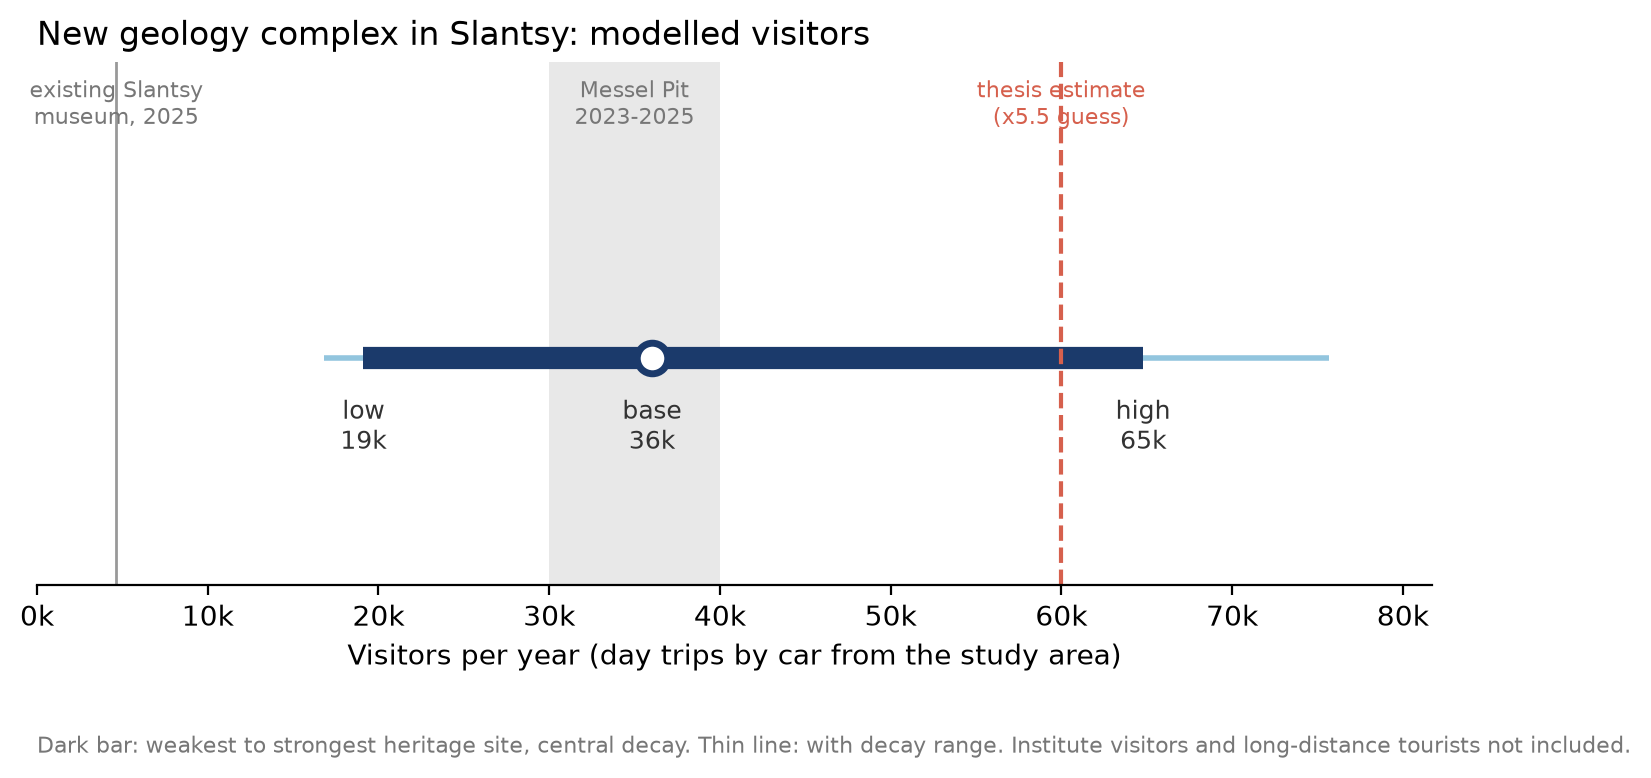 New geology complex in Slantsy: modelled visitors
existing Slantsy
museum, 2025
Messel Pit
2023-2025
thesis estimate
(x5.5 guess)
low
19k
base
36k
high
65k
0k
10k
20k
30k
40k
50k
60k
70k
80k
Visitors per year (day trips by car from the study area)
Dark bar: weakest to strongest heritage site, central decay. Thin line: with decay range. Institute visitors and long-distance tourists not included.